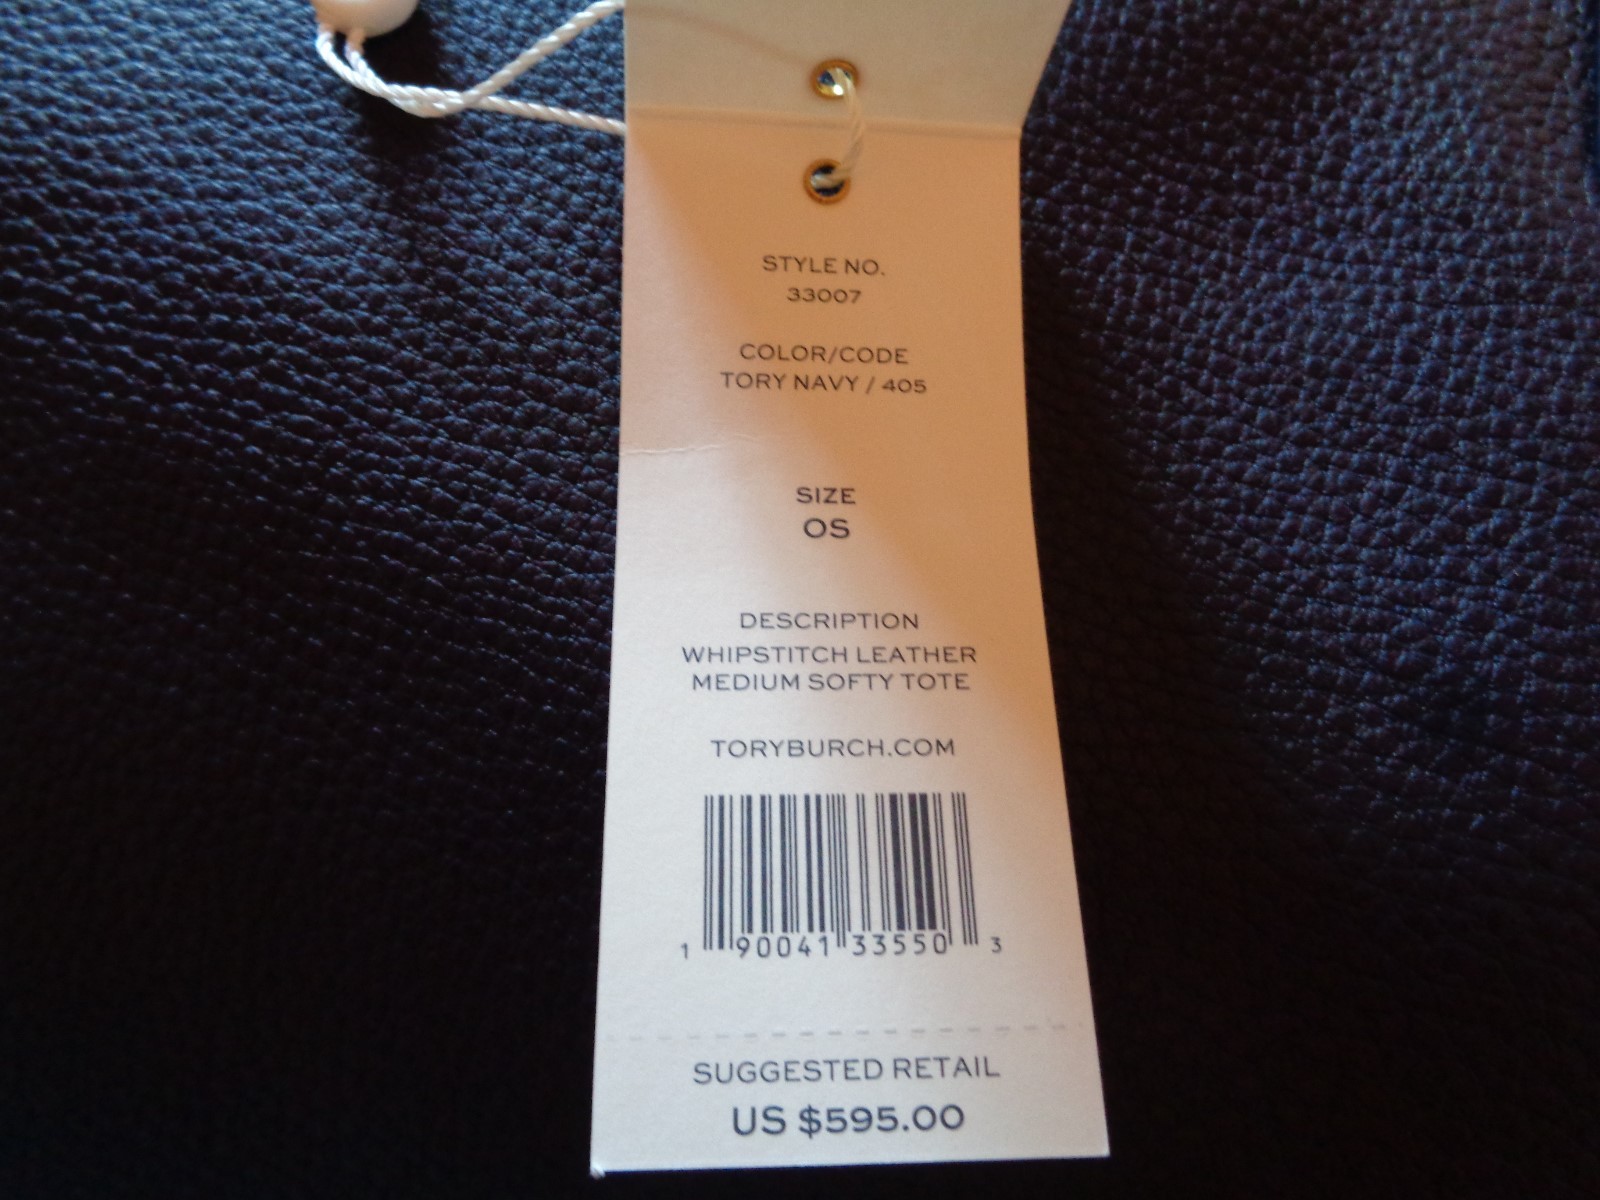 STYLE NO.
33007
COLOR/CODE
TORY NAVY / 405
SIZE
OS
DESCRIPTION
WHIPSTITCH LEATHER
MEDIUM SOFTY TOTE
TORYBURCH.COM
1 90041 33550 3
SUGGESTED RETAIL
US $595.00